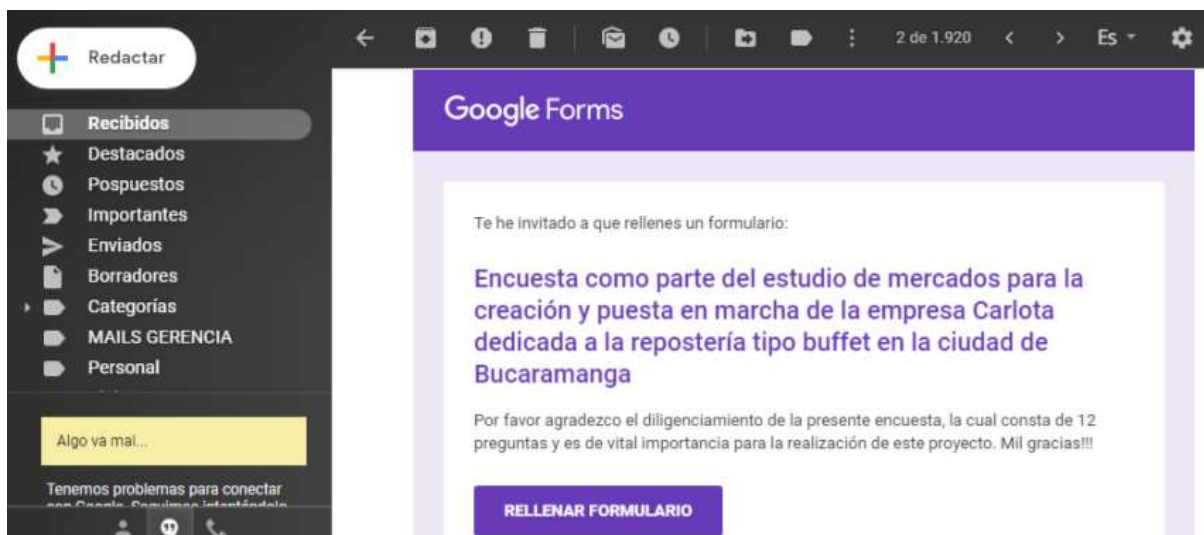 Redactar
2 de 1.920
Es
Recibidos
Destacados
Pospuestos
Importantes
Enviados
Borradores
Categorías
MAILS GERENCIA
Personal
Algo va mal...
Tenemos problemas para conectar
con Google. Seguimos intentándolo
Google Forms
Te he invitado a que rellenes un formulario:
Encuesta como parte del estudio de mercados para la
creación y puesta en marcha de la empresa Carlota
dedicada a la repostería tipo buffet en la ciudad de
Bucaramanga
Por favor agradezco el diligenciamiento de la presente encuesta, la cual consta de 12
preguntas y es de vital importancia para la realización de este proyecto. Mil gracias!!!
RELLENAR FORMULARIO